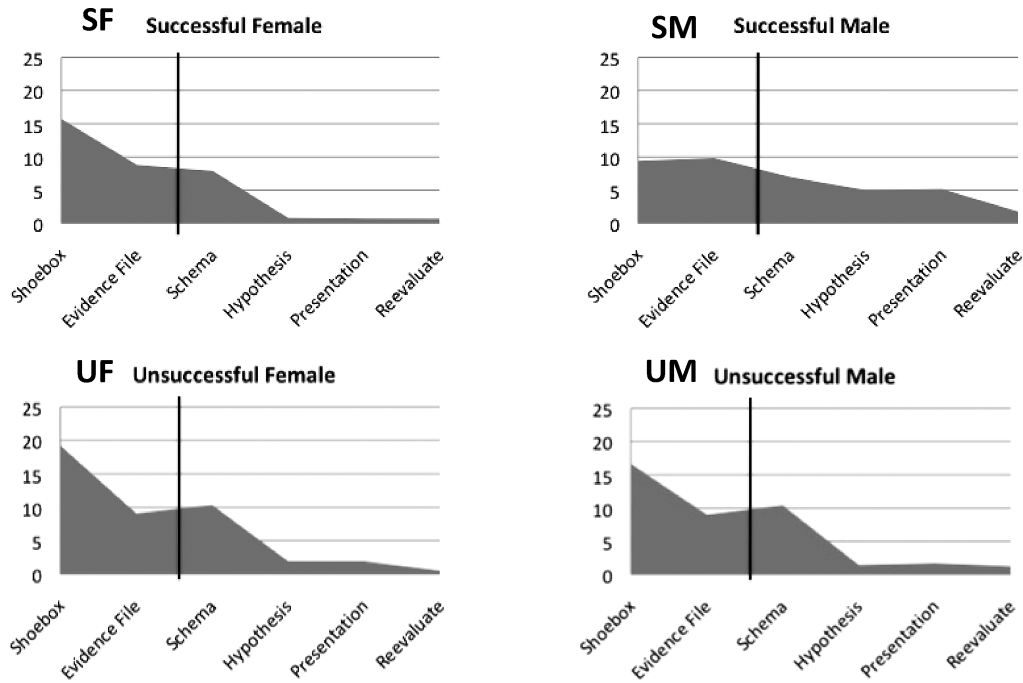 SF Successful Female
25
20
15
10
5
0
Shoebox
Evidence File
Schema
Hypothesis
Presentation
Reevaluate
SM Successful Male
25
20
15
10
5
0
Shoebox
Evidence File
Schema
Hypothesis
Presentation
Reevaluate
UF Unsuccessful Female
25
20
15
10
5
0
Shoebox
Evidence File
Schema
Hypothesis
Presentation
Reevaluate
UM Unsuccessful Male
25
20
15
10
5
0
Shoebox
Evidence File
Schema
Hypothesis
Presentation
Reevaluate